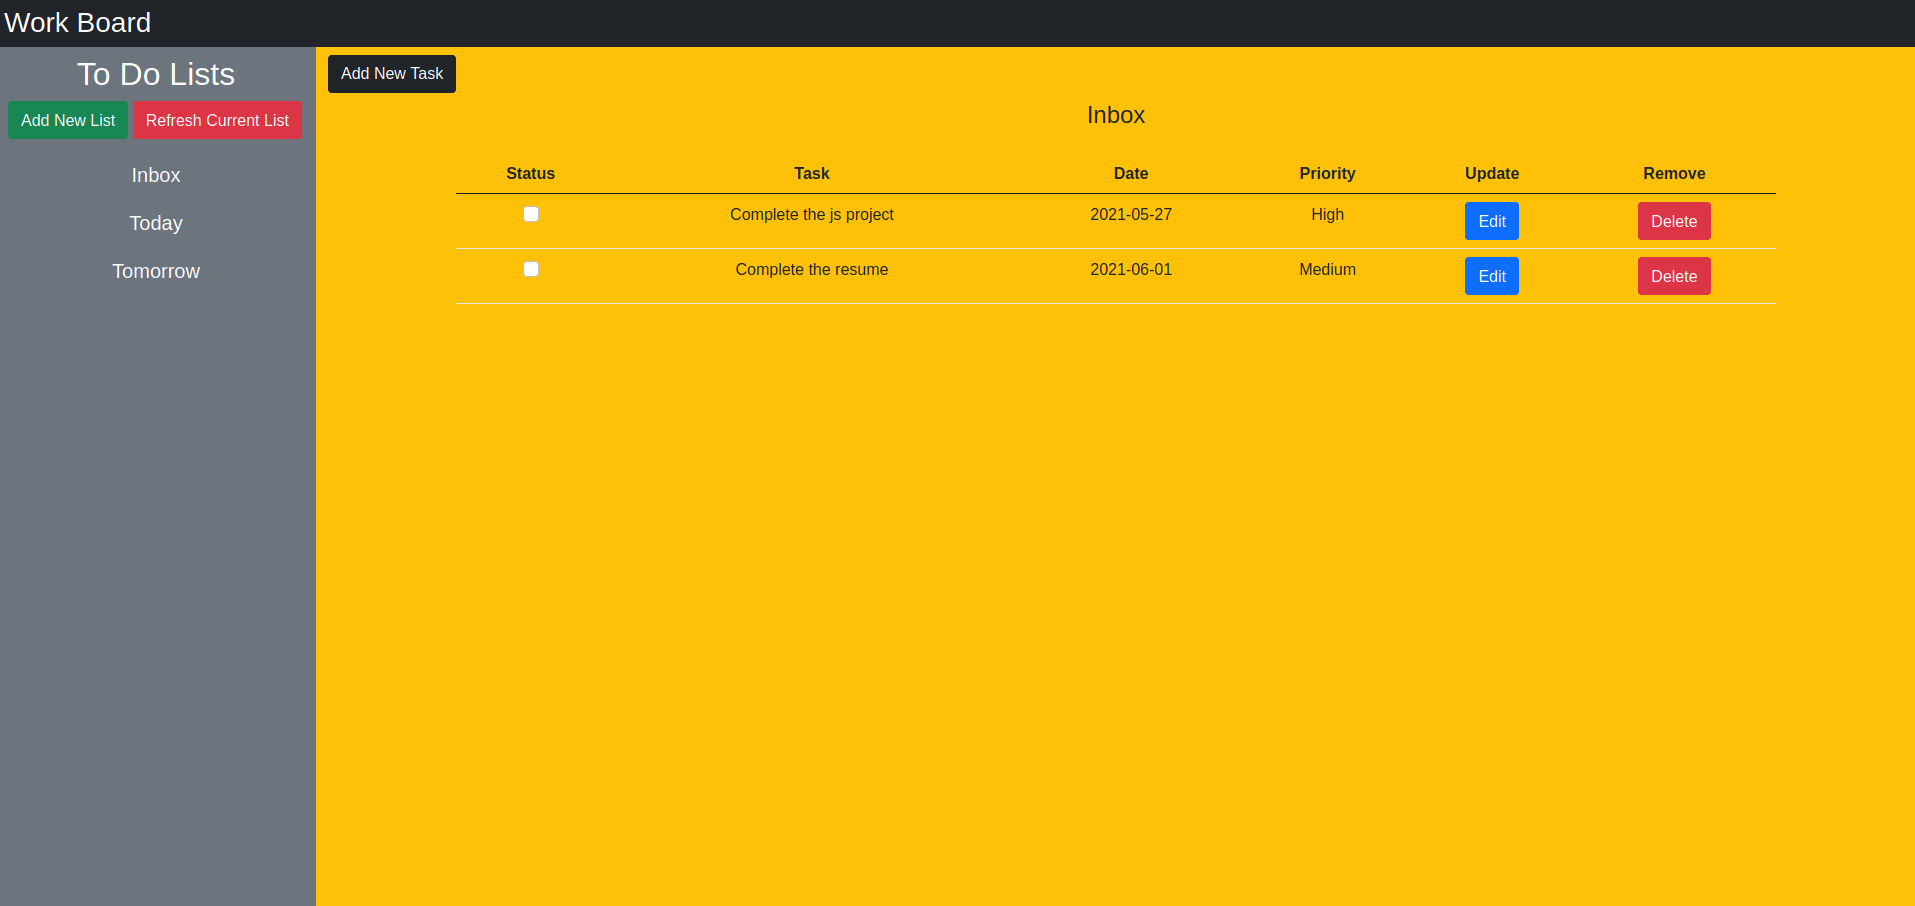 Work Board
To Do Lists
Add New List Refresh Current List
Inbox
Today
Tomorrow
Add New Task
Inbox
Status Task Date Priority Update Remove
Complete the js project 2021-05-27 High Edit Delete
Complete the resume 2021-06-01 Medium Edit Delete